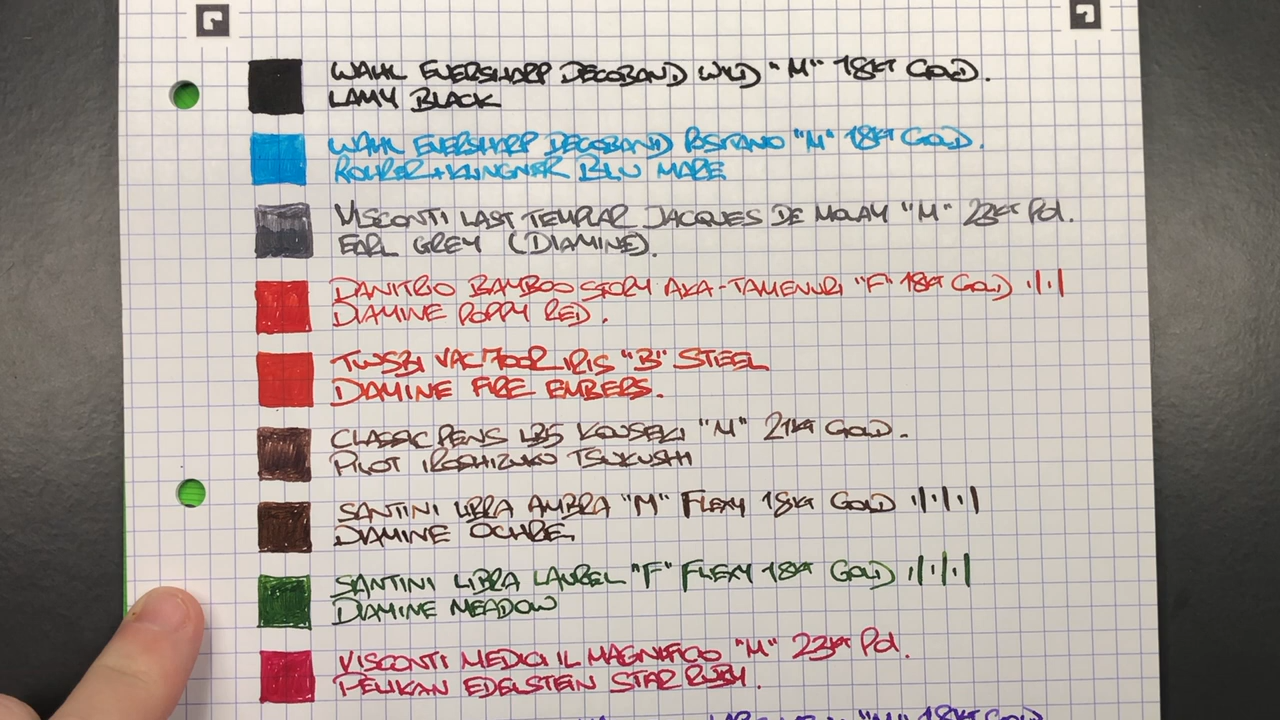 WAHL EVERSHARP DECOBAND WILD "M" 18KT GOLD.
LAMY BLACK
WAHL EVERSHARP DECOBAND POSITANO "M" 18KT GOLD.
ROHRER+KLINGNER BLU MARE
VISCONTI LAST TEMPLAR JACQUES DE MOLAY "M" 23KT Pd.
EARL GREY (DIAMINE).
DANITRIO BAMBOO STORY AKA-TAMENURI "F" 18KT GOLD
DIAMINE POPPY RED.
TWSBI VAC700R IRIS "B" STEEL
DIAMINE FIRE EMBERS.
CLASSIC PENS LB5 KOUSEKI "M" 21KT GOLD.
PILOT IROSHIZUKU TSUKUSHI
SANTINI LIBRA AMBRA "M" FLEXY 18KT GOLD
DIAMINE OCHRE.
SANTINI LIBRA LAUREL "F" FLEXY 18KT GOLD
DIAMINE MEADOW
VISCONTI MEDICI IL MAGNIFICO "M" 23KT Pd.
PELIKAN EDELSTEIN STAR RUBY.
"M" 18KT GOLD